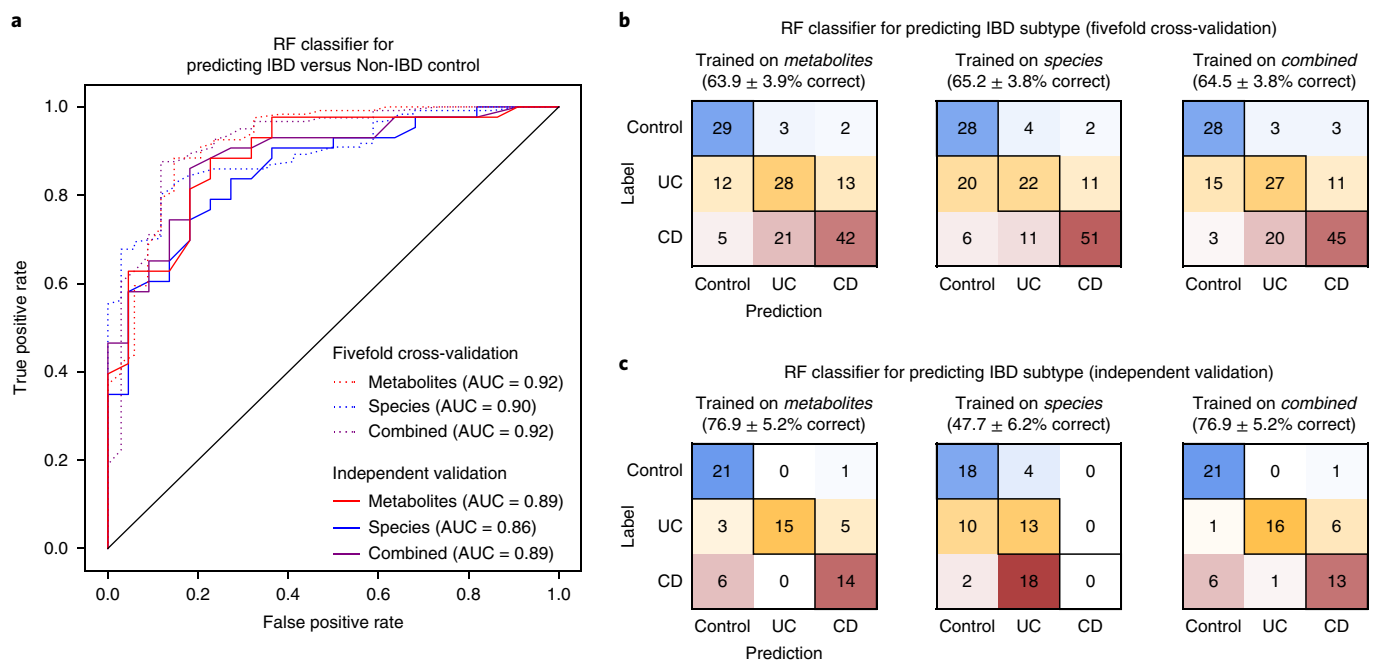 a
RF classifier for
predicting IBD versus Non-IBD control
1.0
0.8
0.6
0.4
0.2
0.0
True positive rate
0.0 0.2 0.4 0.6 0.8 1.0
False positive rate
Fivefold cross-validation
Metabolites (AUC = 0.92)
Species (AUC = 0.90)
Combined (AUC = 0.92)
Independent validation
Metabolites (AUC = 0.89)
Species (AUC = 0.86)
Combined (AUC = 0.89)
b
RF classifier for predicting IBD subtype (fivefold cross-validation)
Trained on metabolites
(63.9 ± 3.9% correct)
Label
Control 29 3 2
UC 12 28 13
CD 5 21 42
Control UC CD
Prediction
Trained on species
(65.2 ± 3.8% correct)
28 4 2
20 22 11
6 11 51
Control UC CD
Trained on combined
(64.5 ± 3.8% correct)
28 3 3
15 27 11
3 20 45
Control UC CD
c
RF classifier for predicting IBD subtype (independent validation)
Trained on metabolites
(76.9 ± 5.2% correct)
Label
Control 21 0 1
UC 3 15 5
CD 6 0 14
Control UC CD
Prediction
Trained on species
(47.7 ± 6.2% correct)
18 4 0
10 13 0
2 18 0
Control UC CD
Trained on combined
(76.9 ± 5.2% correct)
21 0 1
1 16 6
6 1 13
Control UC CD